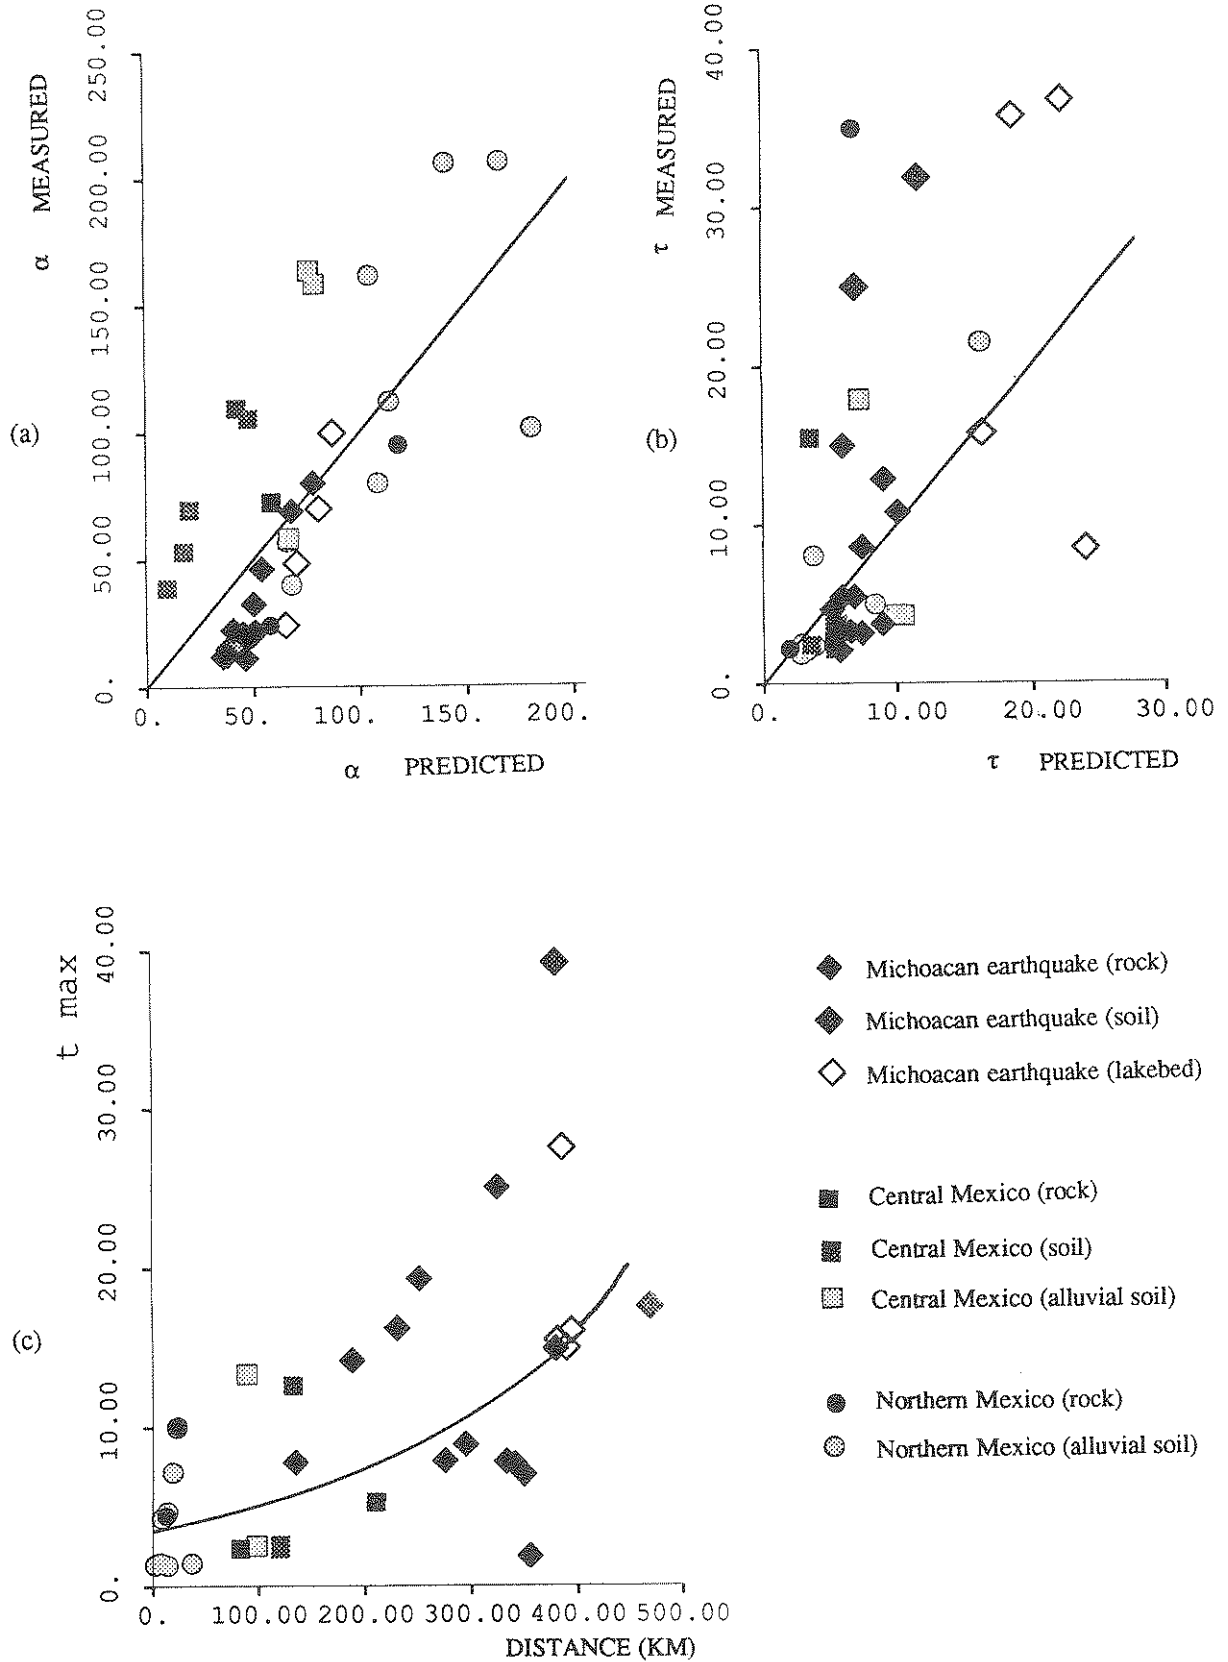 (a)
α MEASURED
250.00
200.00
150.00
100.00
50.00
0.
0. 50. 100. 150. 200.
α PREDICTED
(b)
τ MEASURED
40.00
30.00
20.00
10.00
0.
0. 10.00 20.00 30.00
τ PREDICTED
(c)
t max
40.00
30.00
20.00
10.00
0.
0. 100.00 200.00 300.00 400.00 500.00
DISTANCE (KM)
Michoacan earthquake (rock)
Michoacan earthquake (soil)
Michoacan earthquake (lakebed)
Central Mexico (rock)
Central Mexico (soil)
Central Mexico (alluvial soil)
Northern Mexico (rock)
Northern Mexico (alluvial soil)